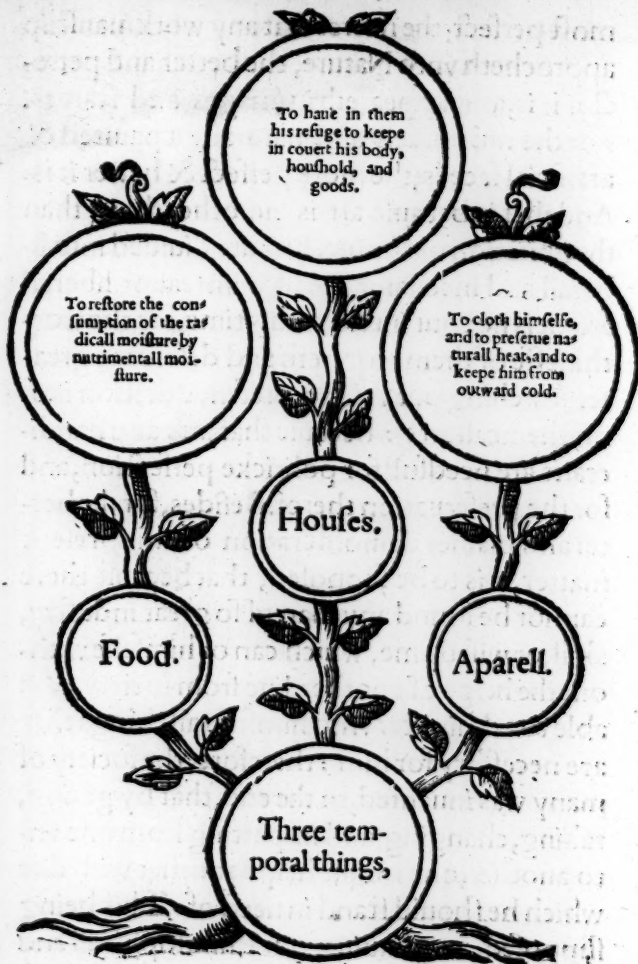 To haue in them
his refuge to keepe
in couert his body,
houſhold, and
goods.
To reſtore the con-
ſumption of the ra-
dicall moiſture by
nutrimentall moi-
ſture.
To cloth himſelfe,
and to preſerue na-
turall heat, and to
keepe him from
outward cold.
Houſes,
Food.
Aparell.
Three tem-
poral things,